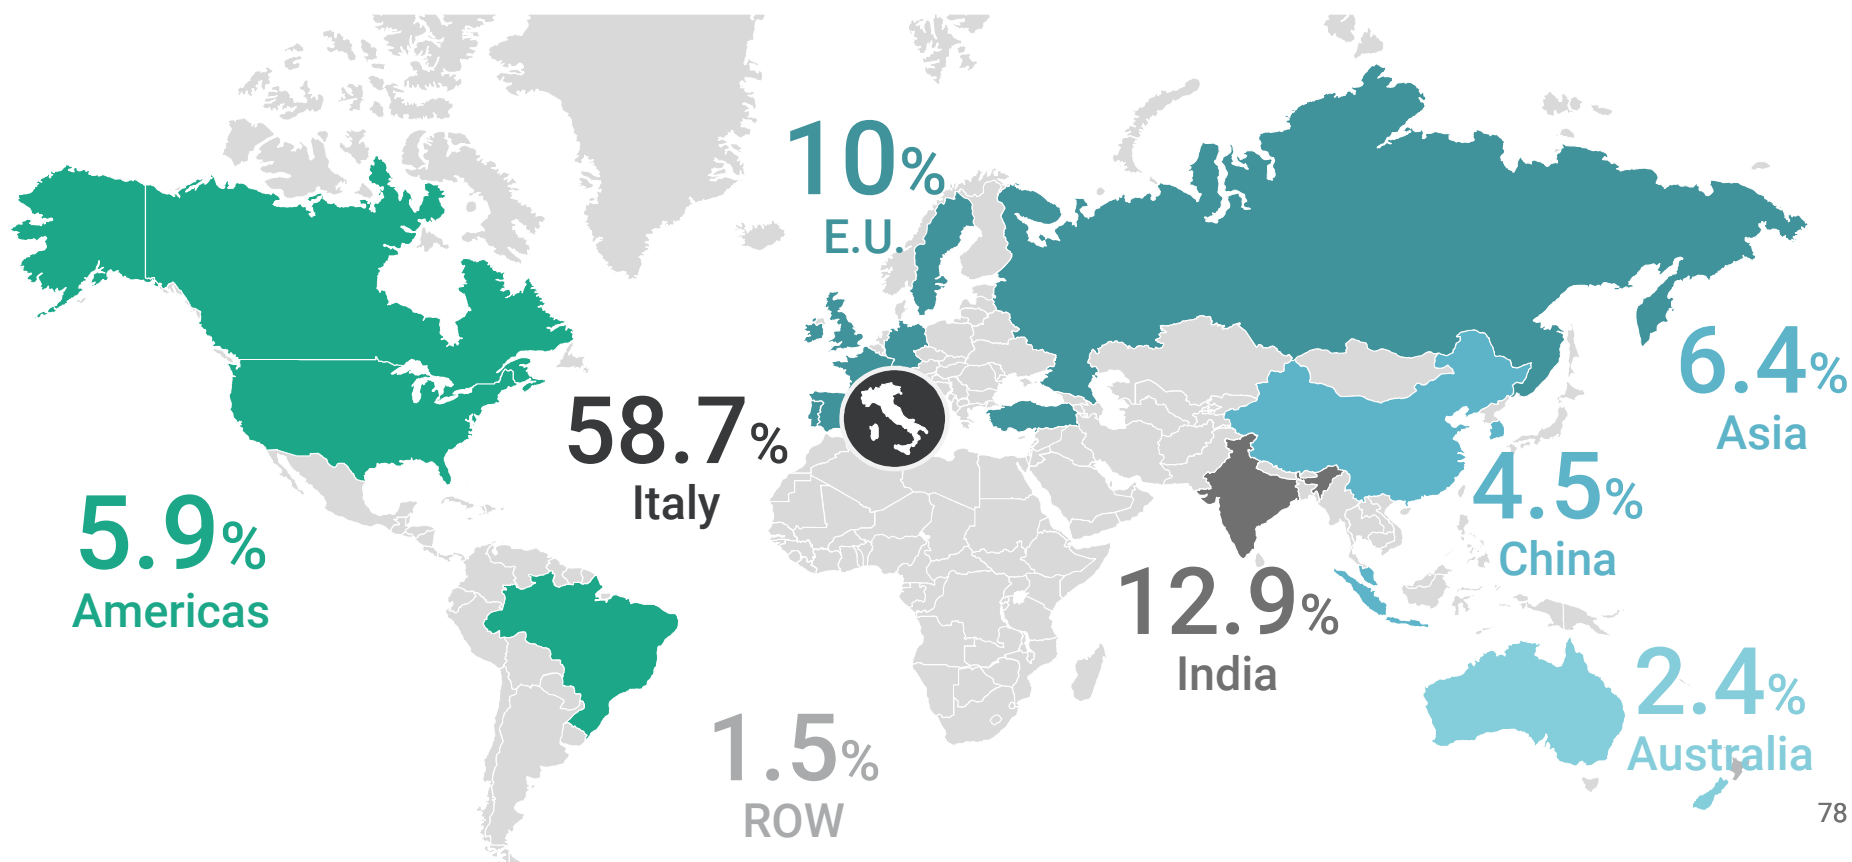 10%
E.U.
6.4%
Asia
58.7%
Italy
4.5%
China
5.9%
Americas
12.9%
India
2.4%
Australia
1.5%
ROW
78